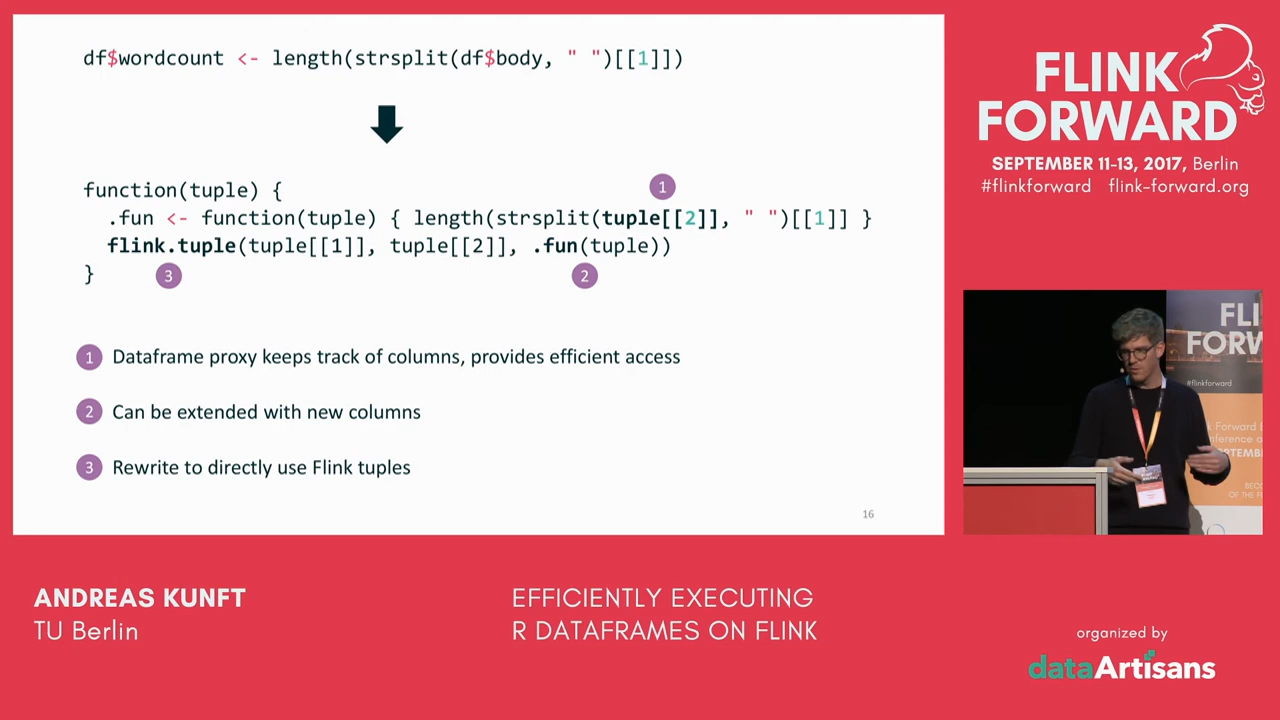 df$wordcount <- length(strsplit(df$body, " ")[[1]])
function(tuple) {
1
.fun <- function(tuple) { length(strsplit(tuple[[2]], " ")[[1]] }
flink.tuple(tuple[[1]], tuple[[2]], .fun(tuple))
}
3
2
1 Dataframe proxy keeps track of columns, provides efficient access
2 Can be extended with new columns
3 Rewrite to directly use Flink tuples
16
FLINK
FORWARD
SEPTEMBER 11-13, 2017, Berlin
#flinkforward flink-forward.org
FLI
FORW
#flinkforward
ANDREAS KUNFT
TU Berlin
EFFICIENTLY EXECUTING
R DATAFRAMES ON FLINK
organized by
dataArtisans